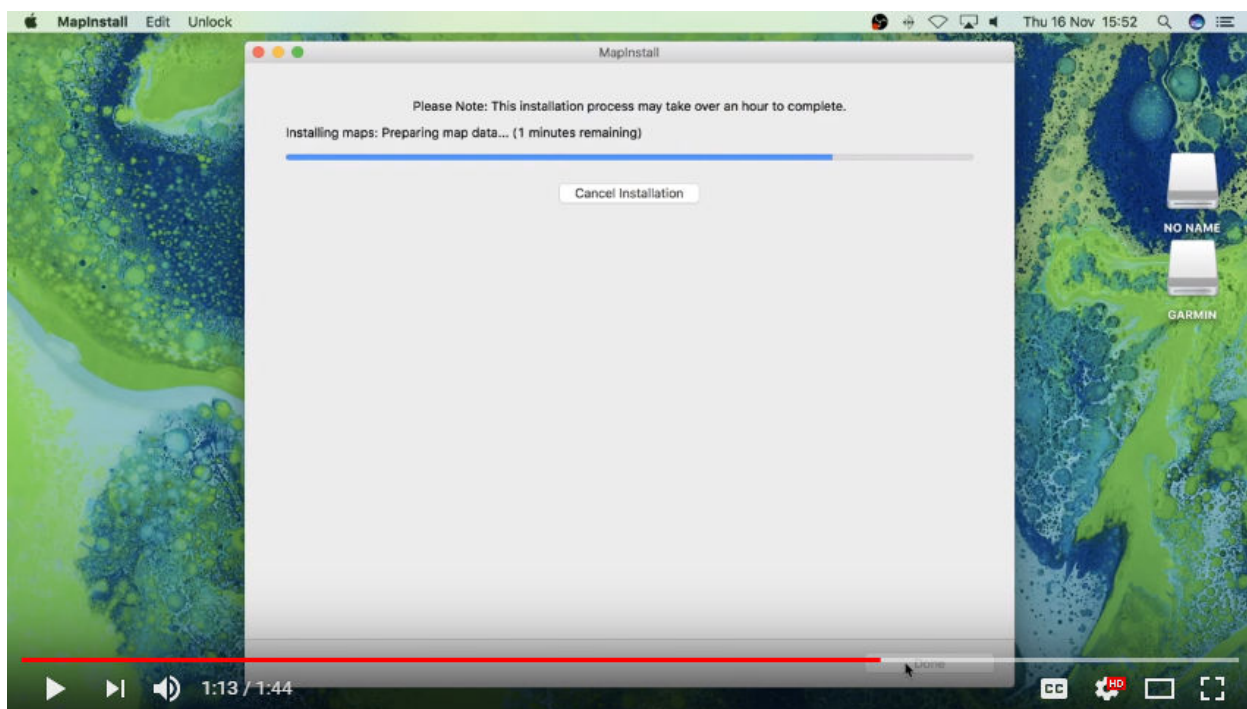 MapInstall Edit Unlock Thu 16 Nov 15:52
MapInstall
Please Note: This installation process may take over an hour to complete.
Installing maps: Preparing map data... (1 minutes remaining)
Cancel Installation
NO NAME
GARMIN
Done
1:13 / 1:44 CC HD